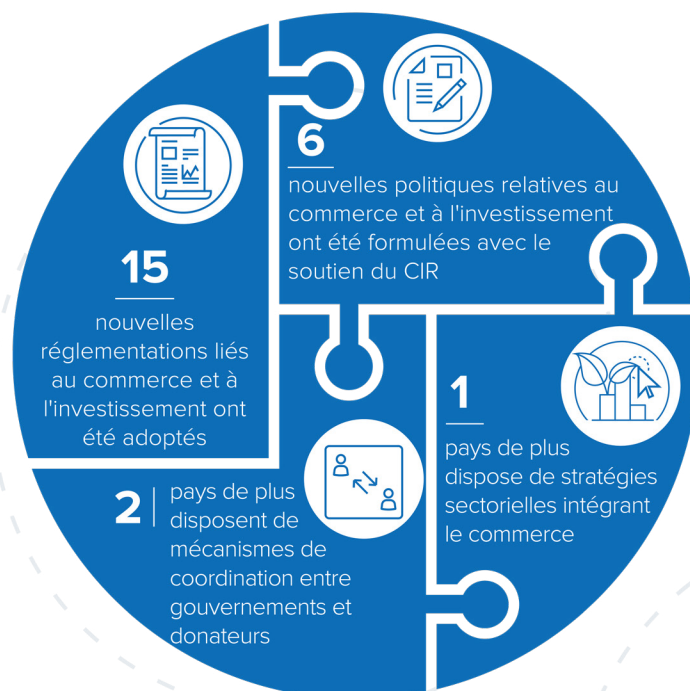 6
nouvelles politiques relatives au
commerce et à l'investissement
ont été formulées avec le
soutien du CIR
15
nouvelles
réglementations liés
au commerce et à
l'investissement ont
été adoptés
1
pays de plus
dispose de stratégies
sectorielles intégrant
le commerce
2
pays de plus
disposent de
mécanismes de
coordination entre
gouvernements et
donateurs